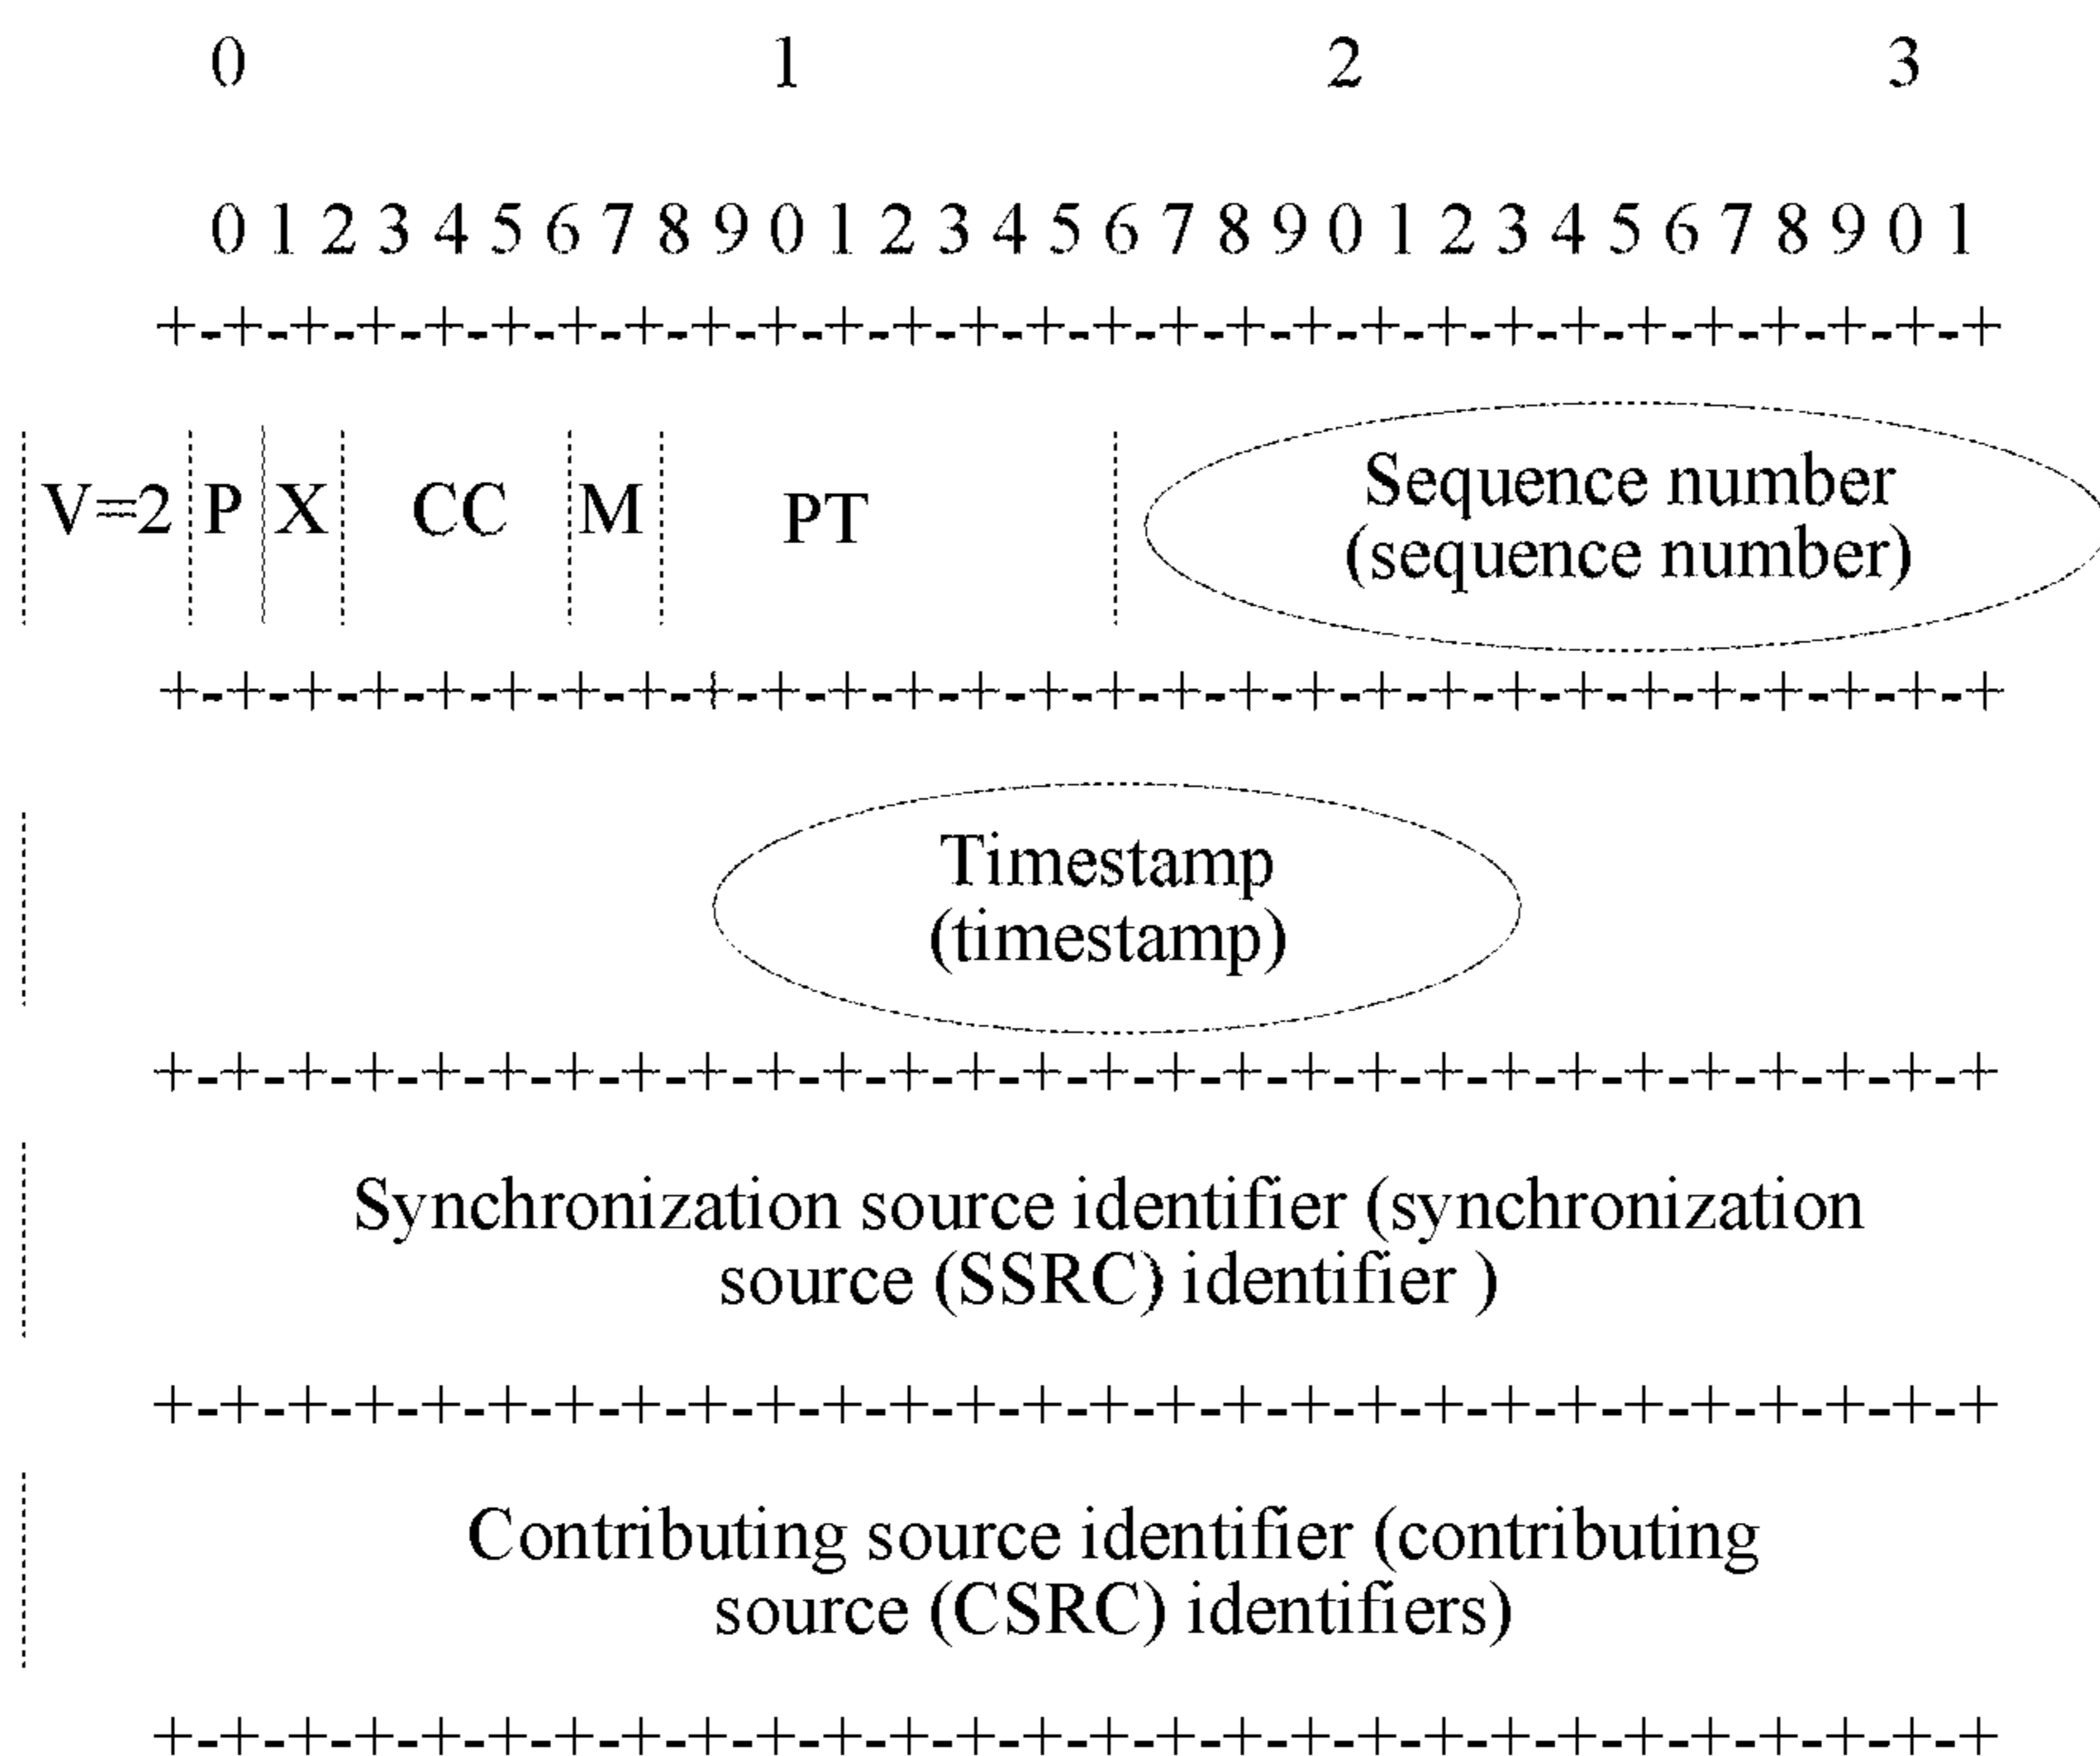 0 1 2 3
0 1 2 3 4 5 6 7 8 9 0 1 2 3 4 5 6 7 8 9 0 1 2 3 4 5 6 7 8 9 0 1
+-+-+-+-+-+-+-+-+-+-+-+-+-+-+-+-+-+-+-+-+-+-+-+-+-+-+-+
V=2 P X CC M PT Sequence number
(sequence number)
+-+-+-+-+-+-+-+-+-+-+-+-+-+-+-+-+-+-+-+-+-+-+-+-+-+-+-+
Timestamp
(timestamp)
+-+-+-+-+-+-+-+-+-+-+-+-+-+-+-+-+-+-+-+-+-+-+-+-+-+-+-+
Synchronization source identifier (synchronization
source (SSRC) identifier )
+-+-+-+-+-+-+-+-+-+-+-+-+-+-+-+-+-+-+-+-+-+-+-+-+-+-+-+
Contributing source identifier (contributing
source (CSRC) identifiers)
+-+-+-+-+-+-+-+-+-+-+-+-+-+-+-+-+-+-+-+-+-+-+-+-+-+-+-+